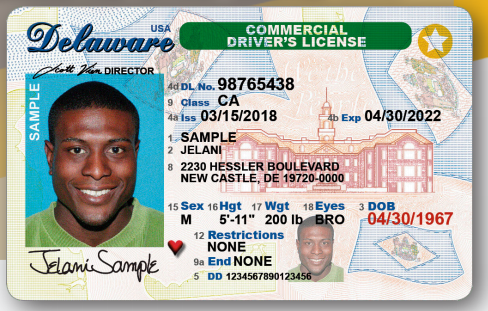 Delaware USA
COMMERCIAL
DRIVER'S LICENSE
DIRECTOR
SAMPLE
4d DL No. 98765438
9 Class CA
4a Iss 03/15/2018 4b Exp 04/30/2022
1 SAMPLE
2 JELANI
8 2230 HESSLER BOULEVARD
NEW CASTLE, DE 19720-0000
15 Sex 16 Hgt 17 Wgt 18 Eyes 3 DOB
M 5'-11" 200 lb BRO 04/30/1967
12 Restrictions
NONE
9a End NONE
5 DD 1234567890123456
Jelani Sample